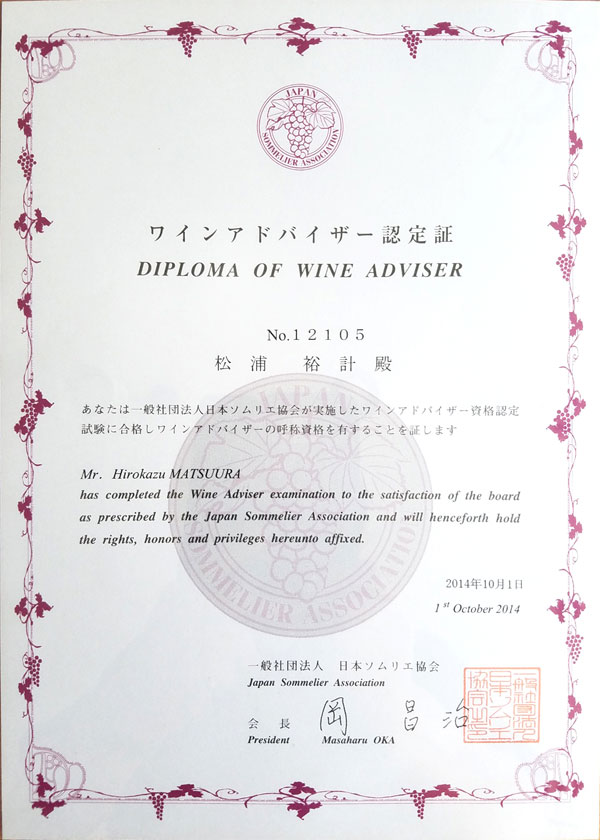 JAPAN
SOMMELIER ASSOCIATION
ワインアドバイザー認定証
DIPLOMA OF WINE ADVISER
No.12105
松浦 裕計殿
あなたは一般社団法人日本ソムリエ協会が実施したワインアドバイザー資格認定
試験に合格しワインアドバイザーの呼称資格を有することを証します
JAPAN
SOMMELIER ASSOCIATION
Mr. Hirokazu MATSUURA
has completed the Wine Adviser examination to the satisfaction of the board
as prescribed by the Japan Sommelier Association and will henceforth hold
the rights, honors and privileges hereunto affixed.
2014年10月1日
1st October 2014
一般社団法人 日本ソムリエ協会
Japan Sommelier Association
会長 岡 昌治
President Masaharu OKA